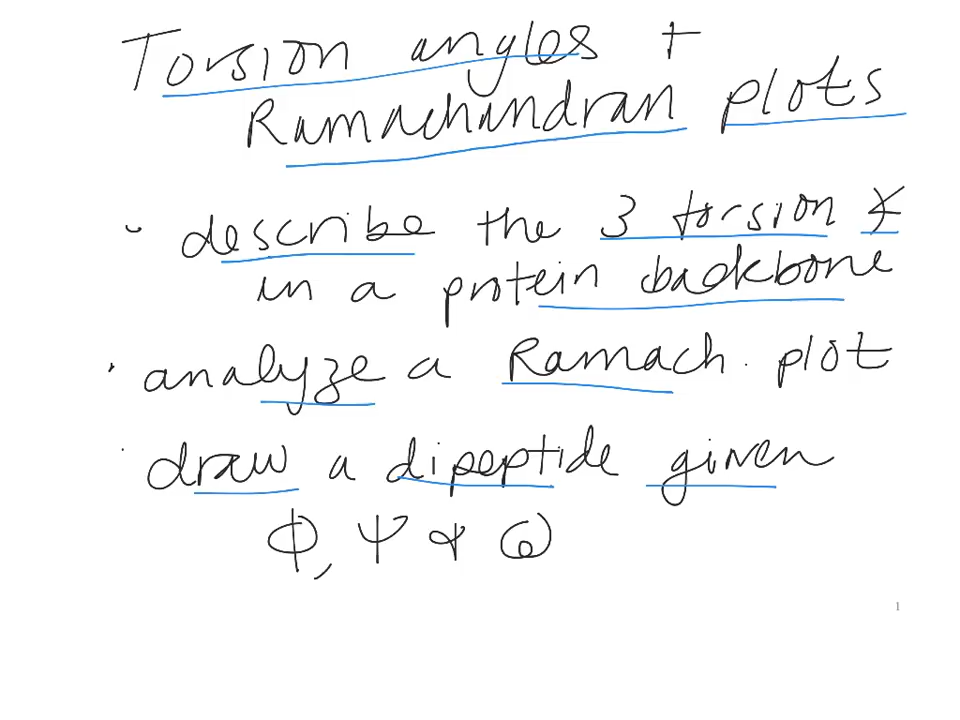 Torsion angles +
Ramachandran plots
· describe the 3 torsion ∡
in a protein backbone
· analyze a Ramach. plot
· draw a dipeptide given
Φ, Ψ & ω
1